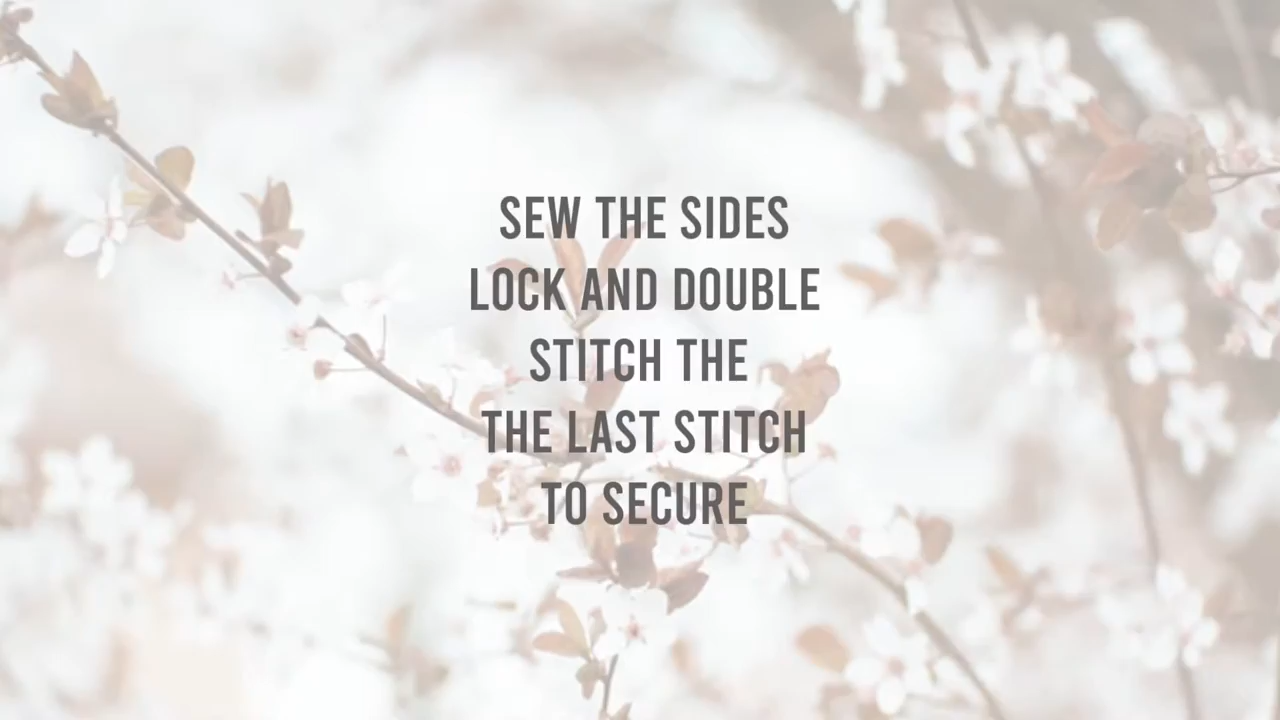 SEW THE SIDES
LOCK AND DOUBLE
STITCH THE
THE LAST STITCH
TO SECURE